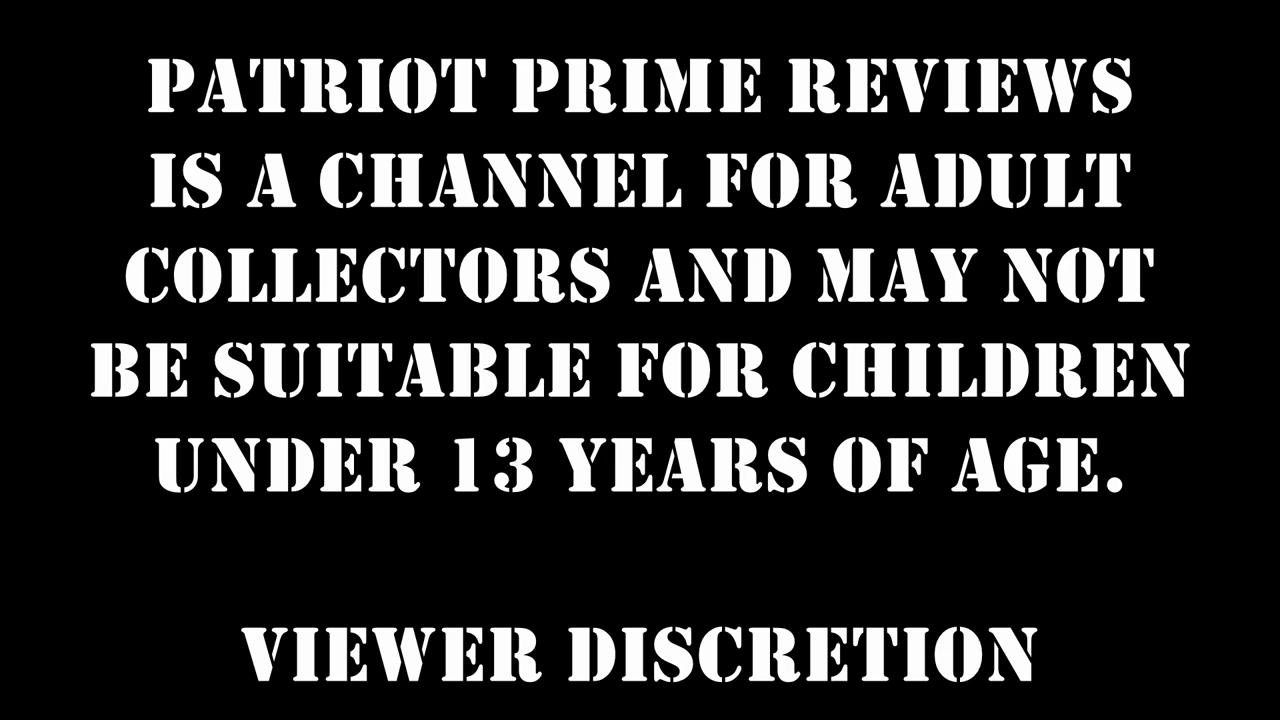 PATRIOT PRIME REVIEWS
IS A CHANNEL FOR ADULT
COLLECTORS AND MAY NOT
BE SUITABLE FOR CHILDREN
UNDER 13 YEARS OF AGE.
VIEWER DISCRETION